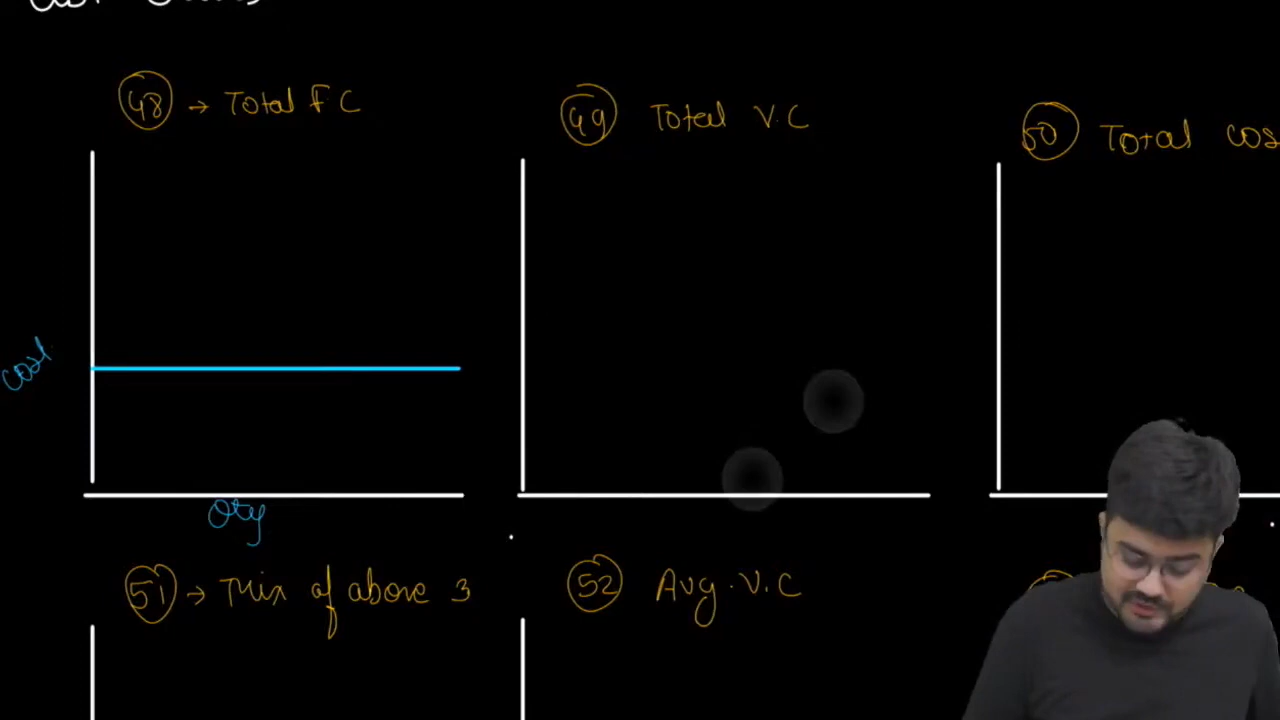 48 → Total F C
49 Total V.C
50 Total cos
cost
Qty
51 → Mix of above 3
52 Avg. V. C